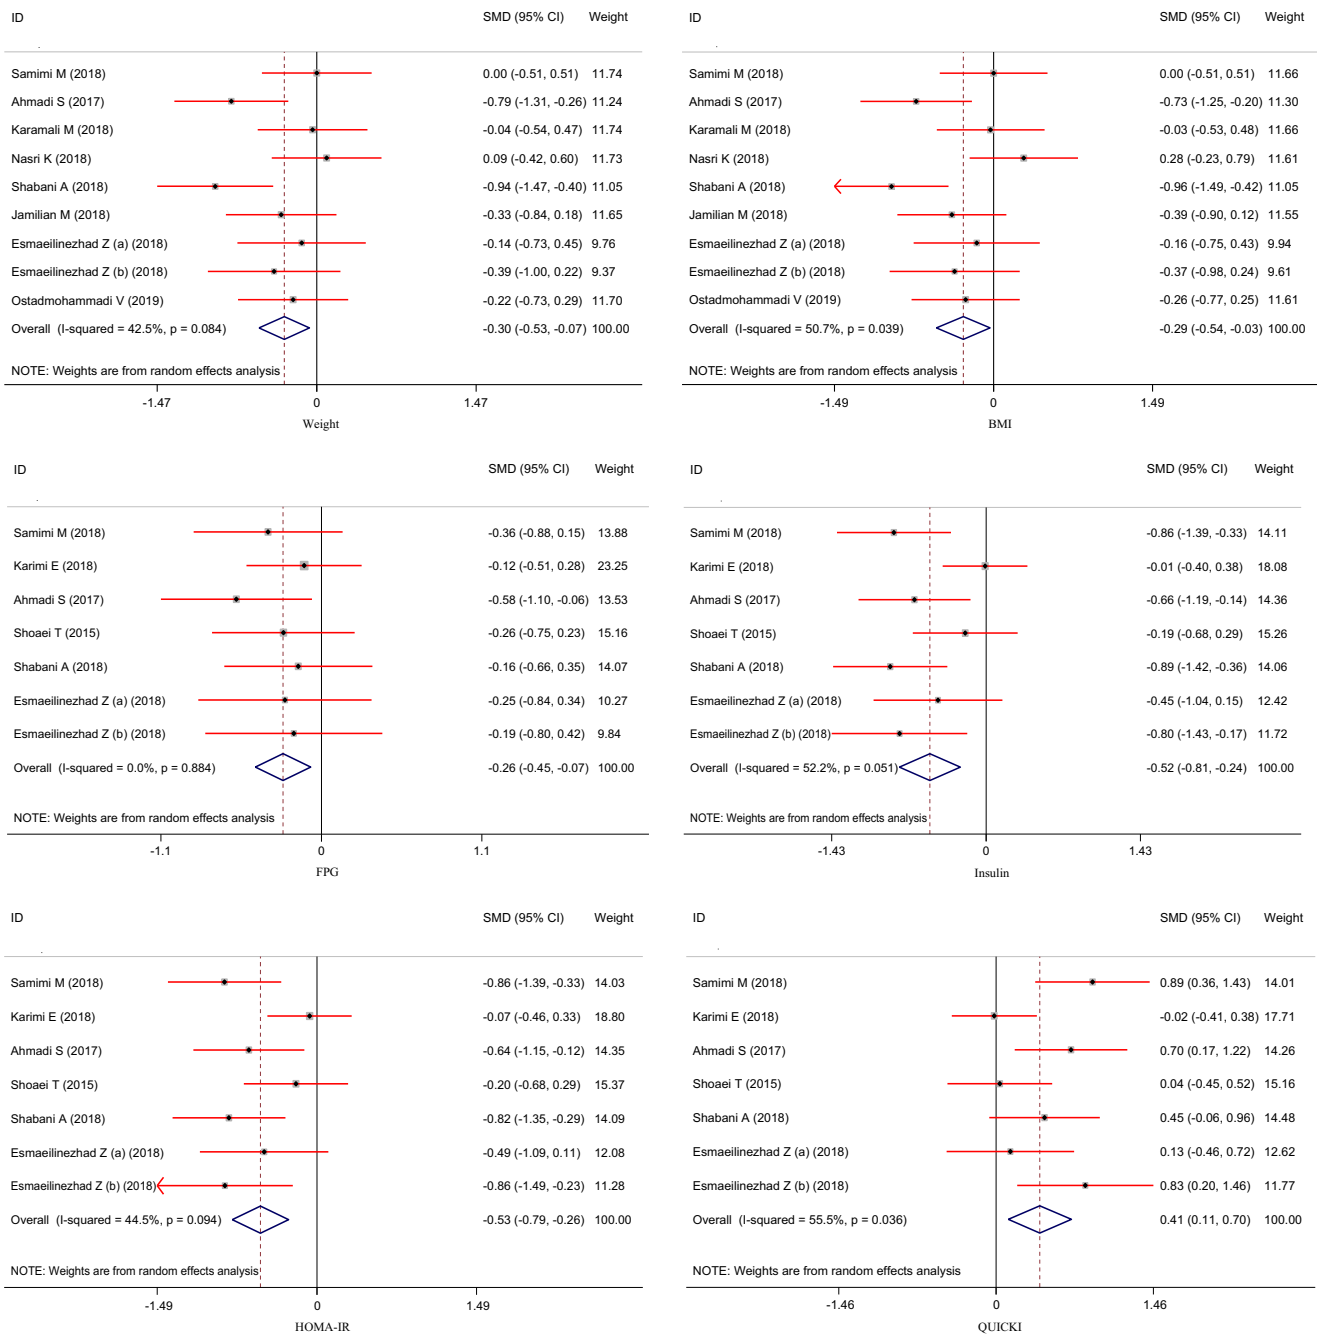 ID SMD (95% CI) Weight
Samimi M (2018) 0.00 (-0.51, 0.51) 11.74
Ahmadi S (2017) -0.79 (-1.31, -0.26) 11.24
Karamali M (2018) -0.04 (-0.54, 0.47) 11.74
Nasri K (2018) 0.09 (-0.42, 0.60) 11.73
Shabani A (2018) -0.94 (-1.47, -0.40) 11.05
Jamilian M (2018) -0.33 (-0.84, 0.18) 11.65
Esmaeilinezhad Z (a) (2018) -0.14 (-0.73, 0.45) 9.76
Esmaeilinezhad Z (b) (2018) -0.39 (-1.00, 0.22) 9.37
Ostadmohammadi V (2019) -0.22 (-0.73, 0.29) 11.70
Overall (I-squared = 42.5%, p = 0.084) -0.30 (-0.53, -0.07) 100.00
NOTE: Weights are from random effects analysis
-1.47 0 1.47
Weight
ID SMD (95% CI) Weight
Samimi M (2018) 0.00 (-0.51, 0.51) 11.66
Ahmadi S (2017) -0.73 (-1.25, -0.20) 11.30
Karamali M (2018) -0.03 (-0.53, 0.48) 11.66
Nasri K (2018) 0.28 (-0.23, 0.79) 11.61
Shabani A (2018) -0.96 (-1.49, -0.42) 11.05
Jamilian M (2018) -0.39 (-0.90, 0.12) 11.55
Esmaeilinezhad Z (a) (2018) -0.16 (-0.75, 0.43) 9.94
Esmaeilinezhad Z (b) (2018) -0.37 (-0.98, 0.24) 9.61
Ostadmohammadi V (2019) -0.26 (-0.77, 0.25) 11.61
Overall (I-squared = 50.7%, p = 0.039) -0.29 (-0.54, -0.03) 100.00
NOTE: Weights are from random effects analysis
-1.49 0 1.49
BMI
ID SMD (95% CI) Weight
Samimi M (2018) -0.36 (-0.88, 0.15) 13.88
Karimi E (2018) -0.12 (-0.51, 0.28) 23.25
Ahmadi S (2017) -0.58 (-1.10, -0.06) 13.53
Shoaei T (2015) -0.26 (-0.75, 0.23) 15.16
Shabani A (2018) -0.16 (-0.66, 0.35) 14.07
Esmaeilinezhad Z (a) (2018) -0.25 (-0.84, 0.34) 10.27
Esmaeilinezhad Z (b) (2018) -0.19 (-0.80, 0.42) 9.84
Overall (I-squared = 0.0%, p = 0.884) -0.26 (-0.45, -0.07) 100.00
NOTE: Weights are from random effects analysis
-1.1 0 1.1
FPG
ID SMD (95% CI) Weight
Samimi M (2018) -0.86 (-1.39, -0.33) 14.11
Karimi E (2018) -0.01 (-0.40, 0.38) 18.08
Ahmadi S (2017) -0.66 (-1.19, -0.14) 14.36
Shoaei T (2015) -0.19 (-0.68, 0.29) 15.26
Shabani A (2018) -0.89 (-1.42, -0.36) 14.06
Esmaeilinezhad Z (a) (2018) -0.45 (-1.04, 0.15) 12.42
Esmaeilinezhad Z (b) (2018) -0.80 (-1.43, -0.17) 11.72
Overall (I-squared = 52.2%, p = 0.051) -0.52 (-0.81, -0.24) 100.00
NOTE: Weights are from random effects analysis
-1.43 0 1.43
Insulin
ID SMD (95% CI) Weight
Samimi M (2018) -0.86 (-1.39, -0.33) 14.03
Karimi E (2018) -0.07 (-0.46, 0.33) 18.80
Ahmadi S (2017) -0.64 (-1.15, -0.12) 14.35
Shoaei T (2015) -0.20 (-0.68, 0.29) 15.37
Shabani A (2018) -0.82 (-1.35, -0.29) 14.09
Esmaeilinezhad Z (a) (2018) -0.49 (-1.09, 0.11) 12.08
Esmaeilinezhad Z (b) (2018) -0.86 (-1.49, -0.23) 11.28
Overall (I-squared = 44.5%, p = 0.094) -0.53 (-0.79, -0.26) 100.00
NOTE: Weights are from random effects analysis
-1.49 0 1.49
HOMA-IR
ID SMD (95% CI) Weight
Samimi M (2018) 0.89 (0.36, 1.43) 14.01
Karimi E (2018) -0.02 (-0.41, 0.38) 17.71
Ahmadi S (2017) 0.70 (0.17, 1.22) 14.26
Shoaei T (2015) 0.04 (-0.45, 0.52) 15.16
Shabani A (2018) 0.45 (-0.06, 0.96) 14.48
Esmaeilinezhad Z (a) (2018) 0.13 (-0.46, 0.72) 12.62
Esmaeilinezhad Z (b) (2018) 0.83 (0.20, 1.46) 11.77
Overall (I-squared = 55.5%, p = 0.036) 0.41 (0.11, 0.70) 100.00
NOTE: Weights are from random effects analysis
-1.46 0 1.46
QUICKI